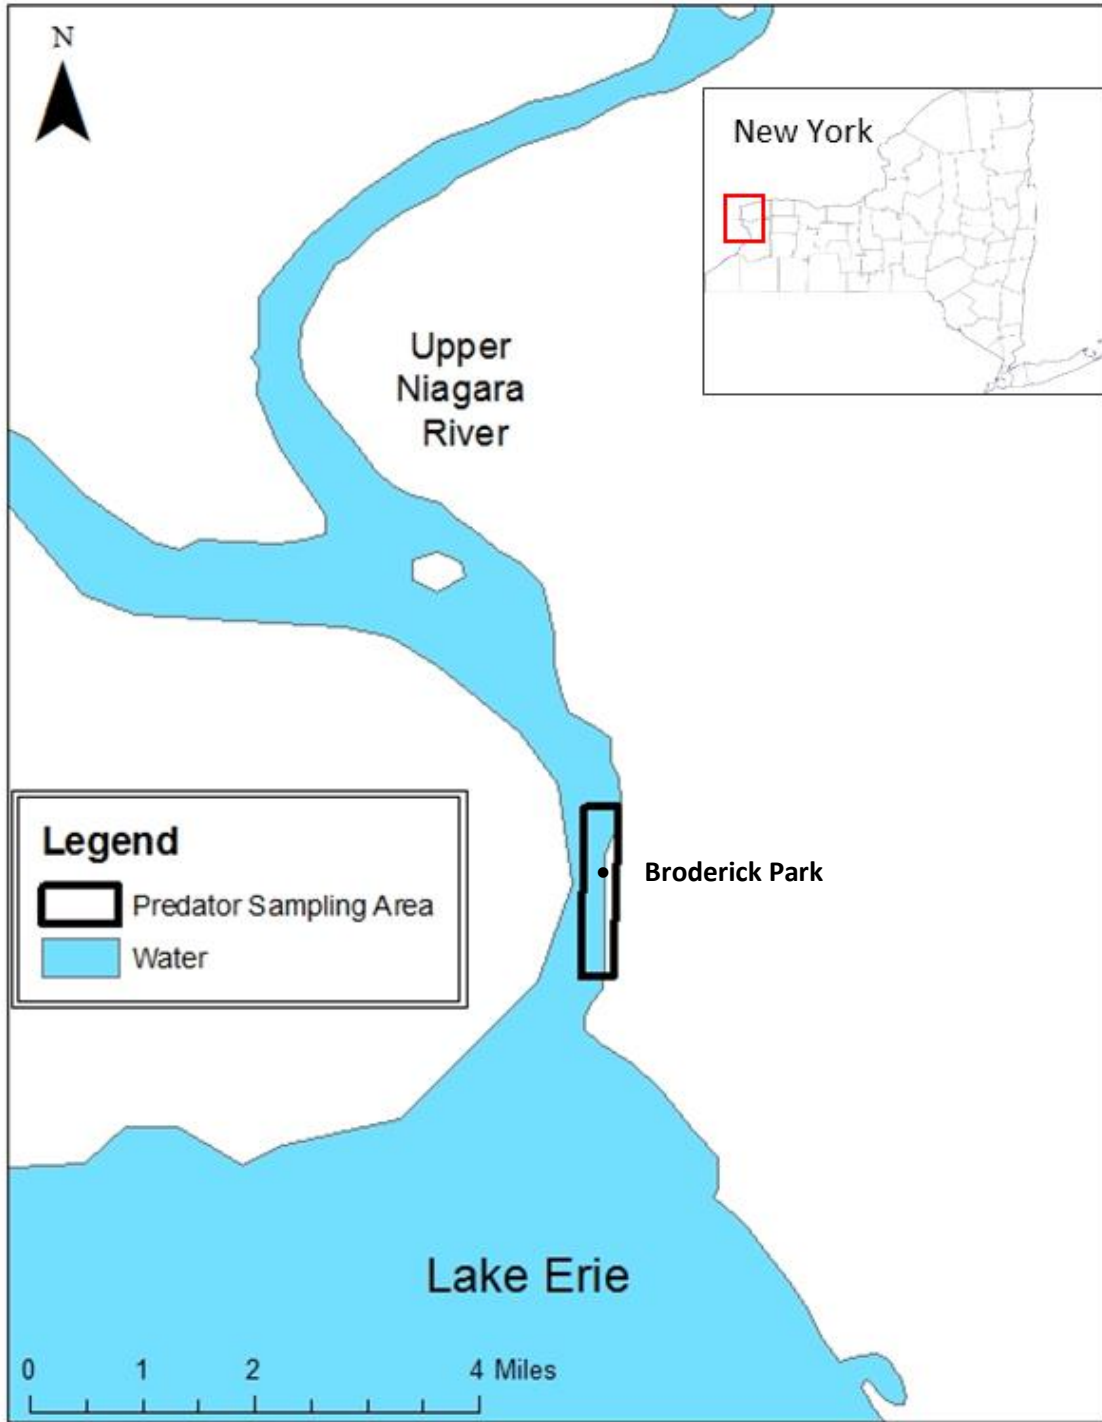 N
New York
Upper
Niagara
River
Legend
Predator Sampling Area
Water
Broderick Park
Lake Erie
0 1 2 4 Miles